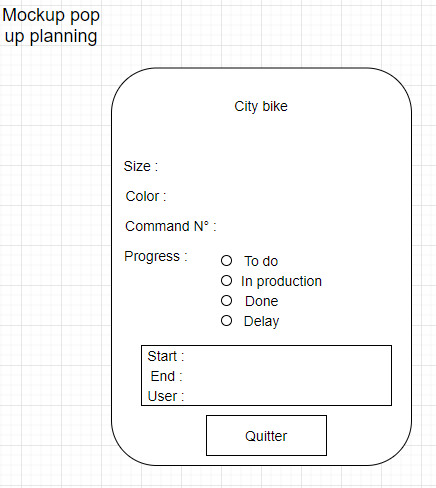 Mockup pop
up planning
City bike
Size :
Color :
Command N° :
Progress :
To do
In production
Done
Delay
Start :
End :
User :
Quitter